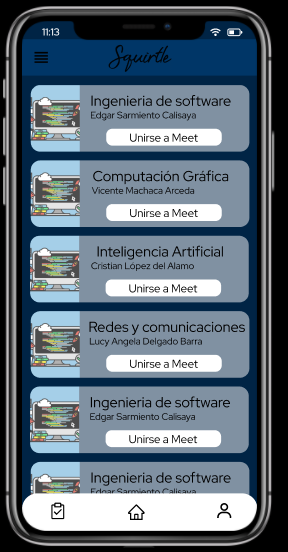 11:13
Squirtle
Ingenieria de software
Edgar Sarmiento Calisaya
Unirse a Meet
Computación Gráfica
Vicente Machaca Arceda
Unirse a Meet
Inteligencia Artificial
Cristian López del Alamo
Unirse a Meet
Redes y comunicaciones
Lucy Angela Delgado Barra
Unirse a Meet
Ingenieria de software
Edgar Sarmiento Calisaya
Unirse a Meet
Ingenieria de software
Edgar Sarmiento Calisaya